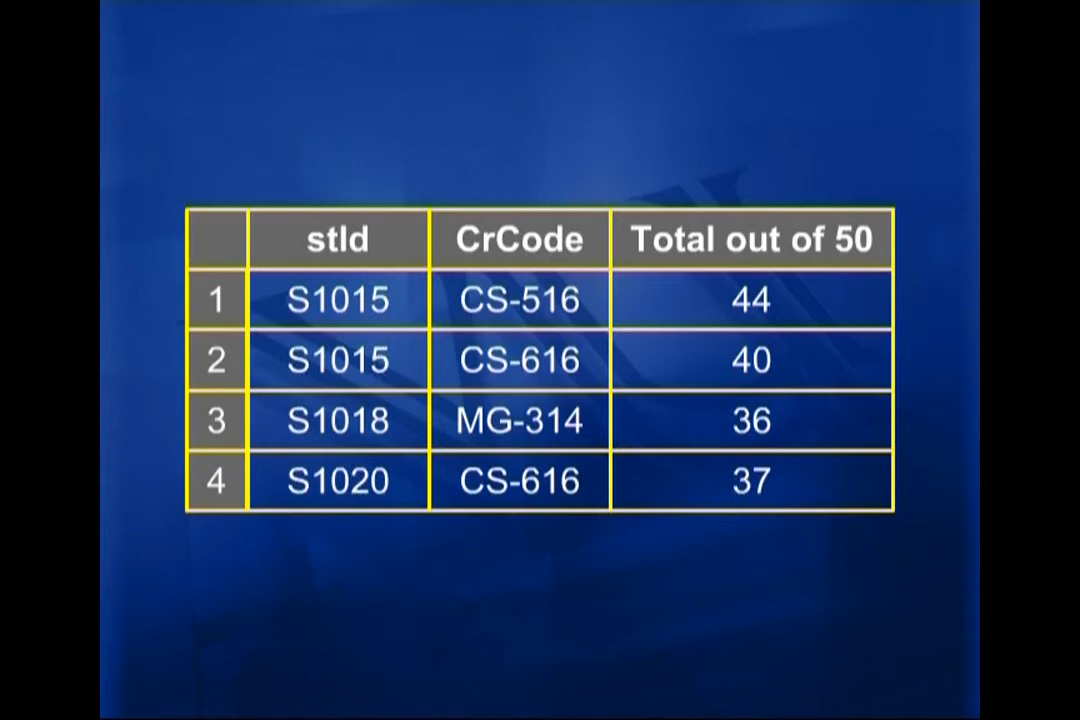 stId CrCode Total out of 50
1 S1015 CS-516 44
2 S1015 CS-616 40
3 S1018 MG-314 36
4 S1020 CS-616 37